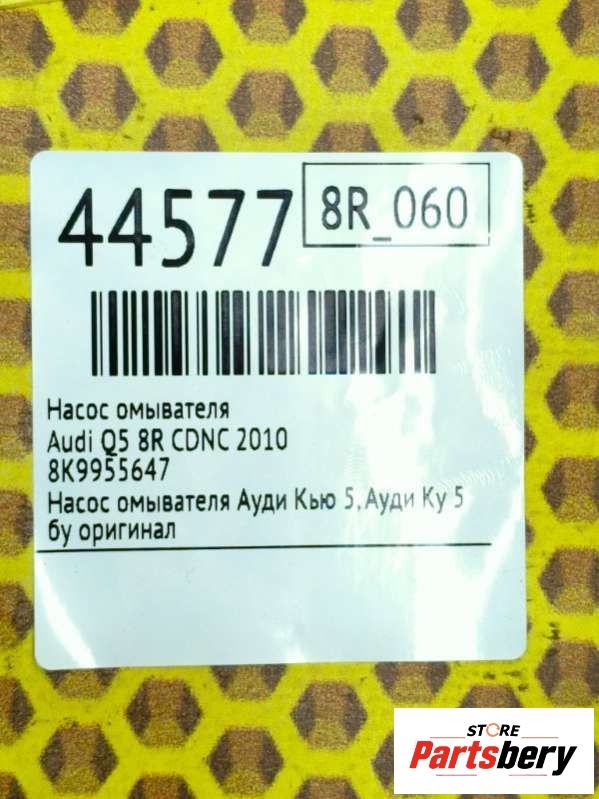 44577
8R_060
Насос омывателя
Audi Q5 8R CDNC 2010
8K9955647
Насос омывателя Ауди Кью 5,Ауди Ку 5
бу оригинал
STORE
Partsbery